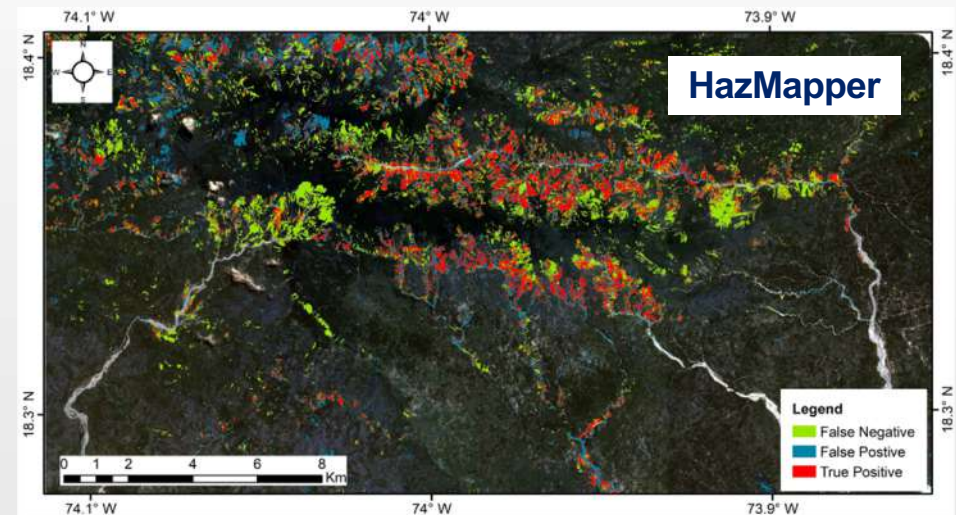 74.1° W 74° W 73.9° W
18.4° N 18.4° N
N
W E
S
HazMapper
Legend
False Negative
False Postive
True Positive
18.3° N 18.3° N
0 1 2 4 6 8
Km
74.1° W 74° W 73.9° W